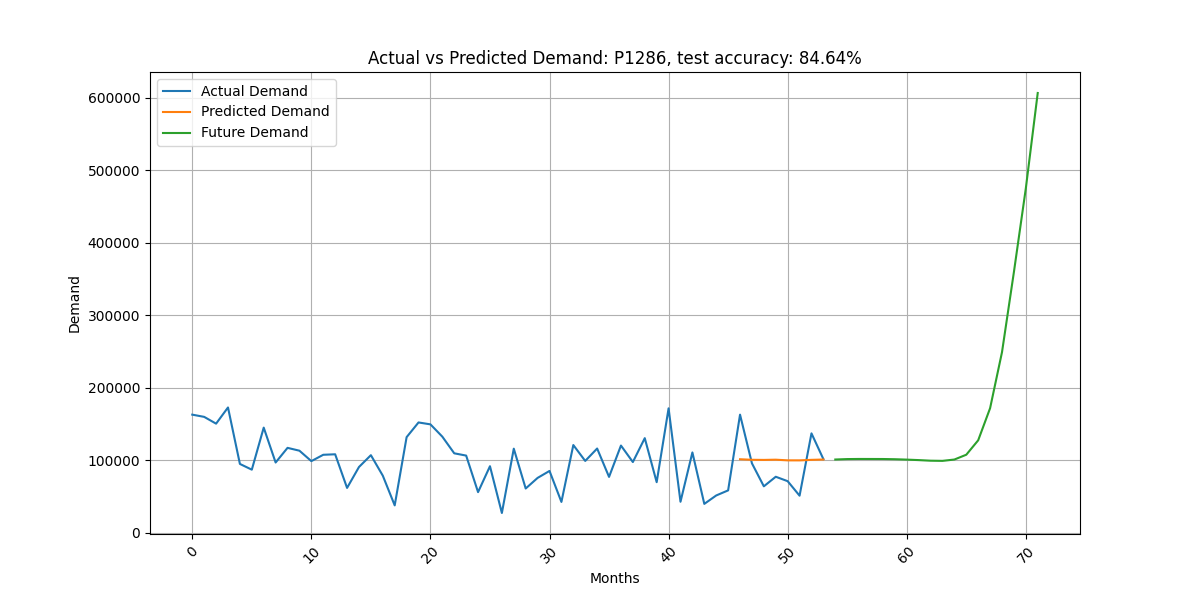 Actual vs Predicted Demand: P1286, test accuracy: 84.64%
Actual Demand
Predicted Demand
Future Demand
600000
500000
400000
300000
200000
100000
0
Demand
0 10 20 30 40 50 60 70
Months